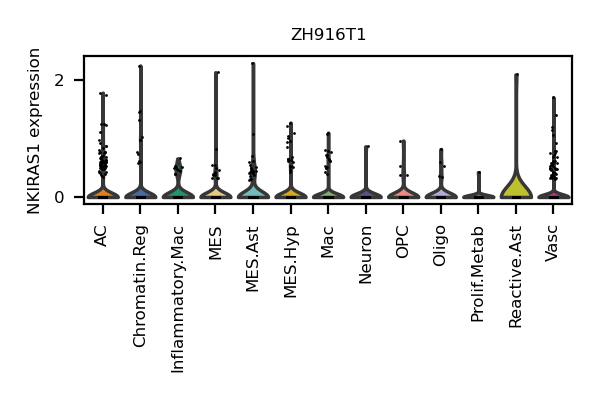 ZH916T1
NKIRAS1 expression
2
0
AC
Chromatin.Reg
Inflammatory.Mac
MES
MES.Ast
MES.Hyp
Mac
Neuron
OPC
Oligo
Prolif.Metab
Reactive.Ast
Vasc